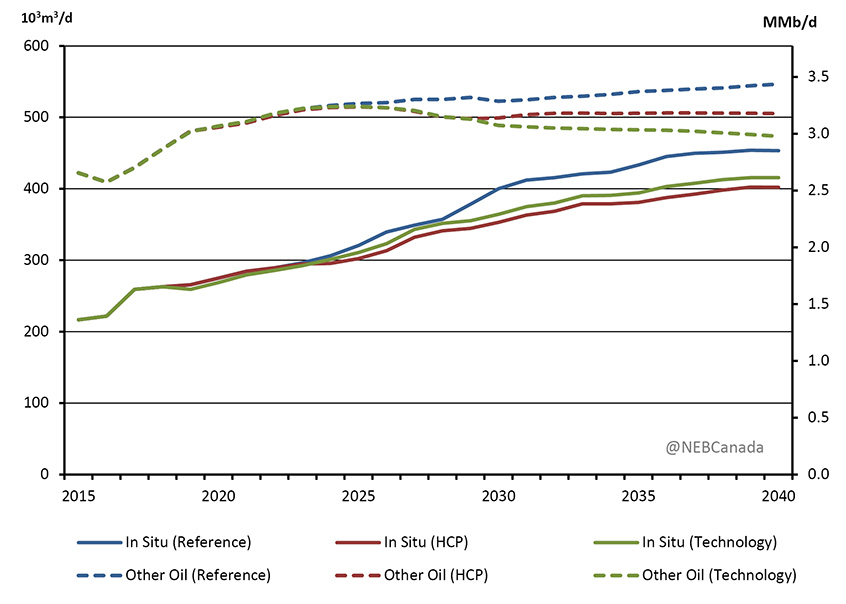 10³m³/d
MMb/d
600
500
400
300
200
100
0
3.5
3.0
2.5
2.0
1.5
1.0
0.5
0.0
@NEBCanada
2015 2020 2025 2030 2035 2040
In Situ (Reference) In Situ (HCP) In Situ (Technology)
Other Oil (Reference) Other Oil (HCP) Other Oil (Technology)